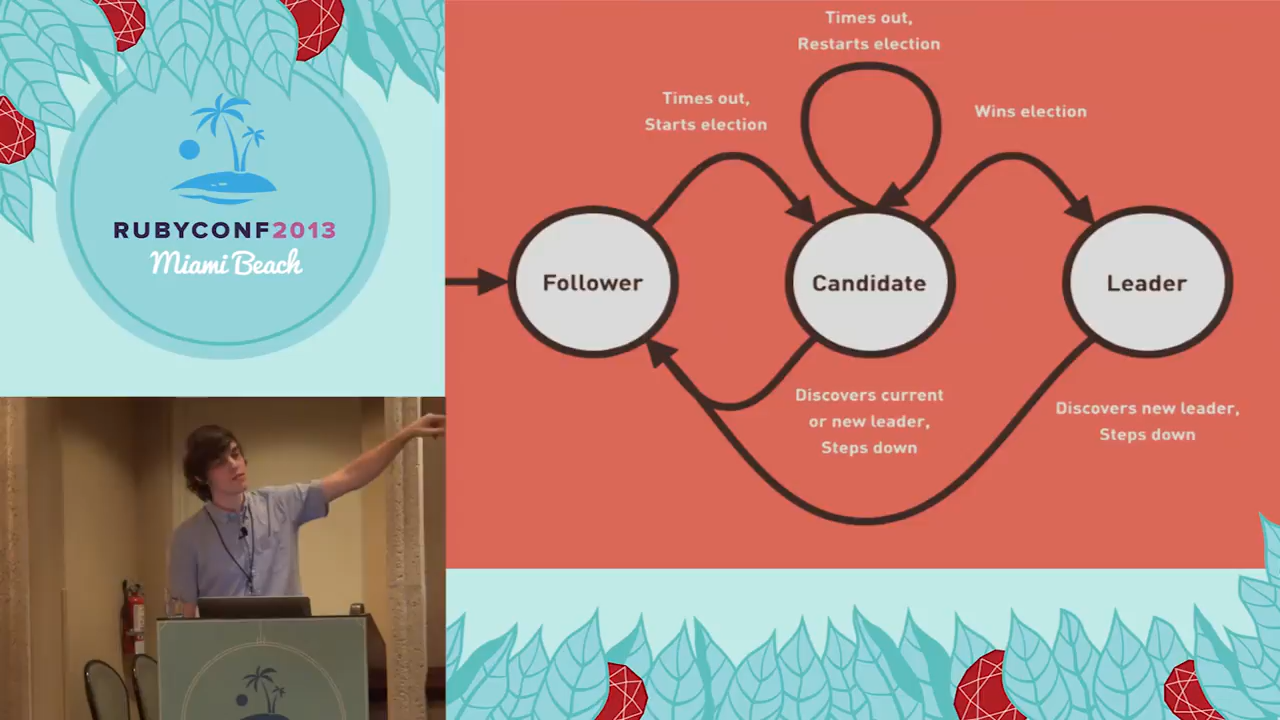 RUBYCONF2013
Miami Beach
Times out,
Restarts election
Times out,
Starts election
Wins election
Follower
Candidate
Leader
Discovers current
or new leader,
Steps down
Discovers new leader,
Steps down